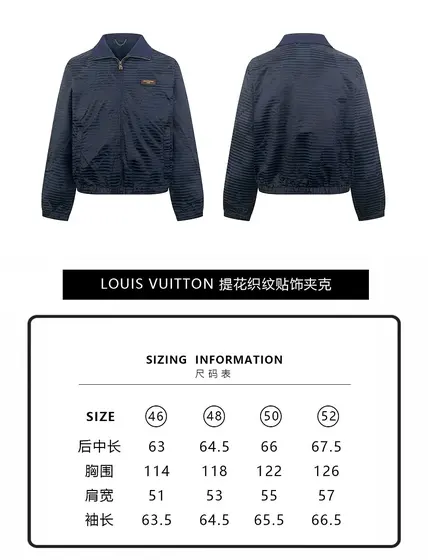 LOUIS VUITTON 提花织纹贴饰夹克
SIZING INFORMATION
尺码表
SIZE 46 48 50 52
后中长 63 64.5 66 67.5
胸围 114 118 122 126
肩宽 51 53 55 57
袖长 63.5 64.5 65.5 66.5